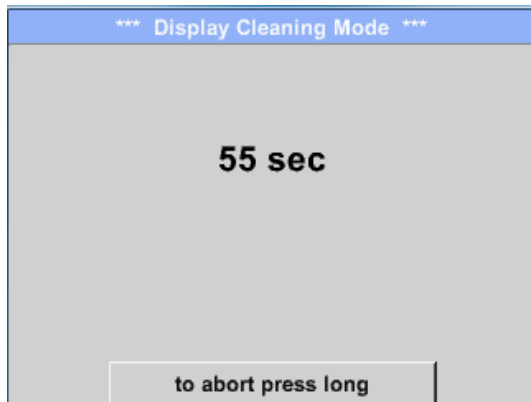 *** Display Cleaning Mode ***
55 sec
to abort press long